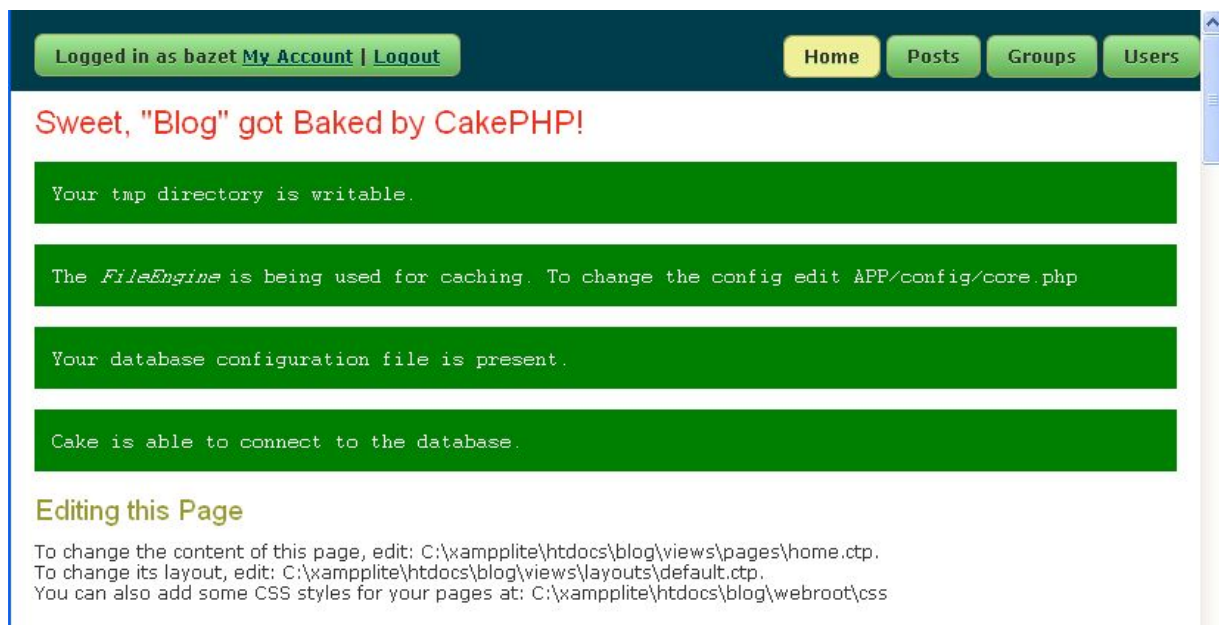 Logged in as bazet My Account | Logout
Home Posts Groups Users
Sweet, "Blog" got Baked by CakePHP!
Your tmp directory is writable.
The FileEngine is being used for caching. To change the config edit APP/config/core.php
Your database configuration file is present.
Cake is able to connect to the database.
Editing this Page
To change the content of this page, edit: C:\xampplite\htdocs\blog\views\pages\home.ctp.
To change its layout, edit: C:\xampplite\htdocs\blog\views\layouts\default.ctp.
You can also add some CSS styles for your pages at: C:\xampplite\htdocs\blog\webroot\css